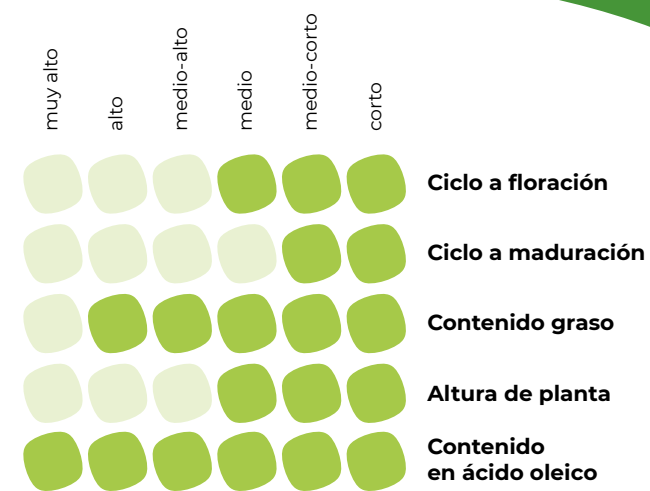 muy alto
alto
medio-alto
medio
medio-corto
corto
Ciclo a floración
Ciclo a maduración
Contenido graso
Altura de planta
Contenido
en ácido oleico